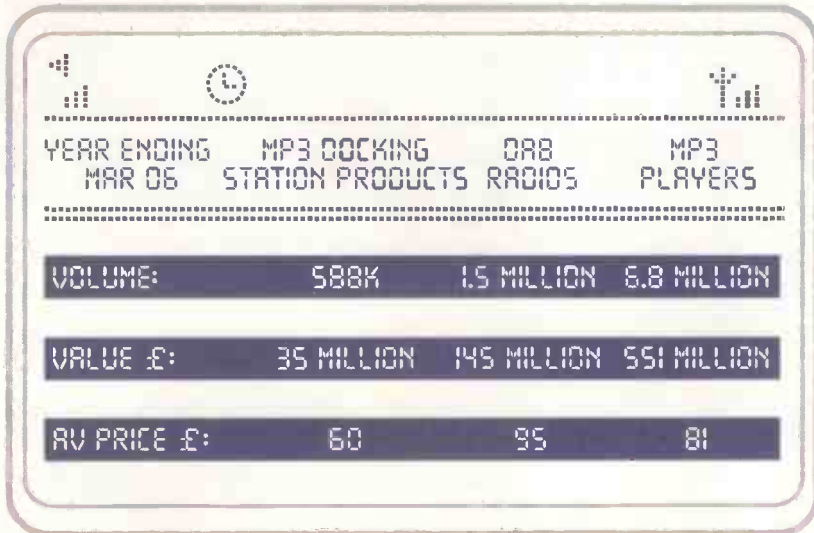 YEAR ENDING MP3 DOCKING DAB MP3
MAR 06 STATION PRODUCTS RADIOS PLAYERS
VOLUME: 588K 1.5 MILLION 6.8 MILLION
VALUE £: 35 MILLION 145 MILLION 551 MILLION
AV PRICE £: 60 95 81